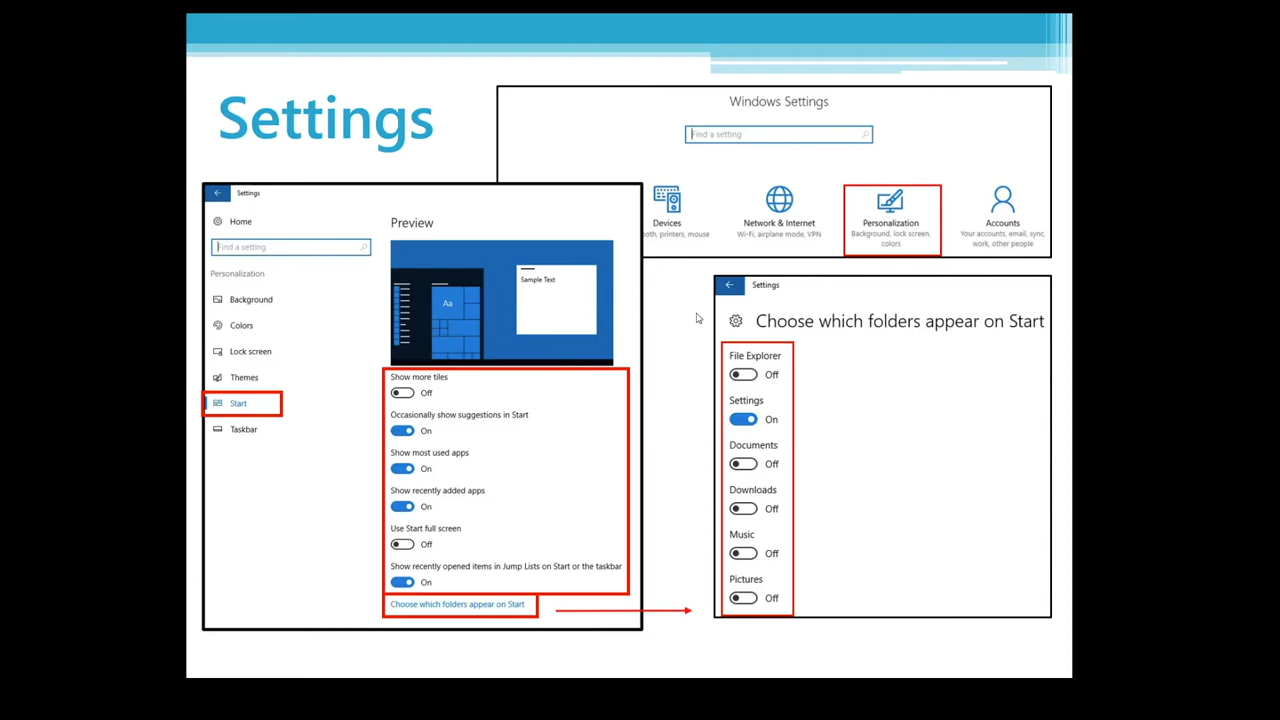 Settings
Windows Settings
Find a setting
Devices
ooth, printers, mouse
Network & Internet
Wi-Fi, airplane mode, VPN
Personalization
Background, lock screen,
colors
Accounts
Your accounts, email, sync,
work, other people
Settings
Home
Find a setting
Personalization
Background
Colors
Lock screen
Themes
Start
Taskbar
Preview
Aa
Sample Text
Show more tiles
Off
Occasionally show suggestions in Start
On
Show most used apps
On
Show recently added apps
On
Use Start full screen
Off
Show recently opened items in Jump Lists on Start or the taskbar
On
Choose which folders appear on Start
Settings
Choose which folders appear on Start
File Explorer
Off
Settings
On
Documents
Off
Downloads
Off
Music
Off
Pictures
Off